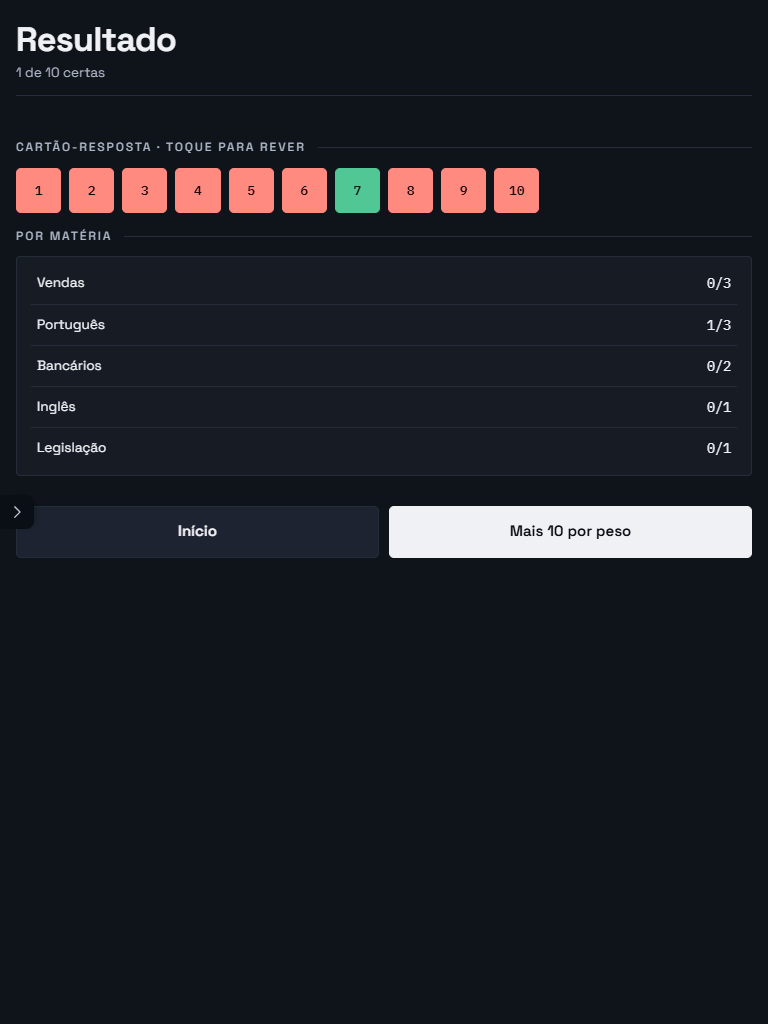 Resultado
1 de 10 certas
CARTÃO-RESPOSTA · TOQUE PARA REVER
1 2 3 4 5 6 7 8 9 10
POR MATÉRIA
Vendas 0/3
Português 1/3
Bancários 0/2
Inglês 0/1
Legislação 0/1
Início Mais 10 por peso